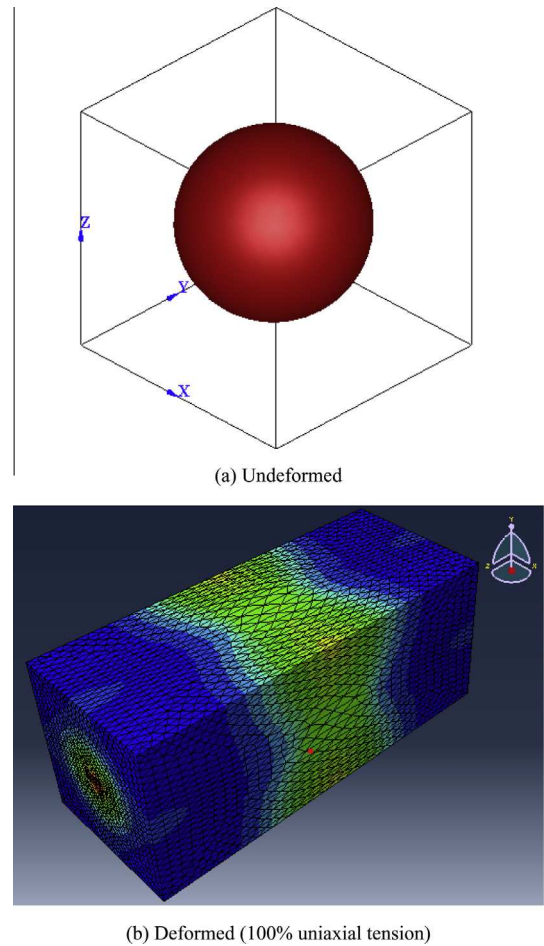 Z
Y
X
(a) Undeformed
Y
Z
X
(b) Deformed (100% uniaxial tension)